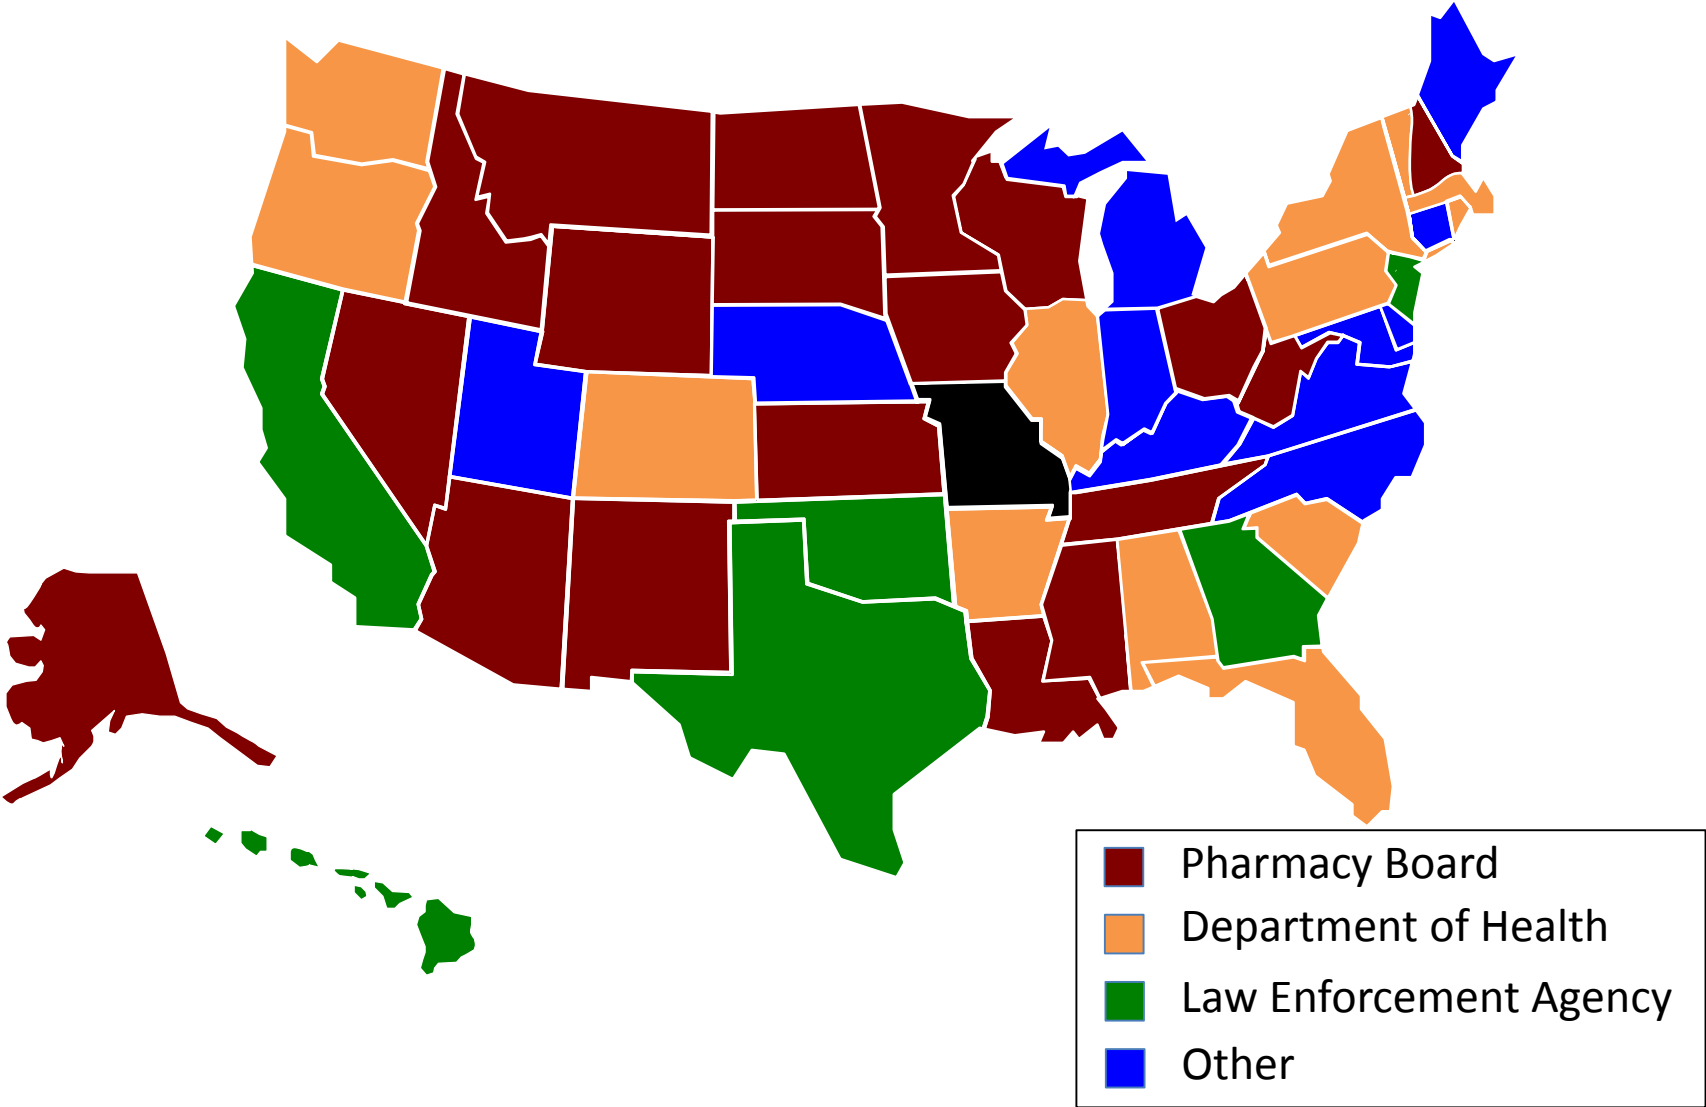 Pharmacy Board
Department of Health
Law Enforcement Agency
Other